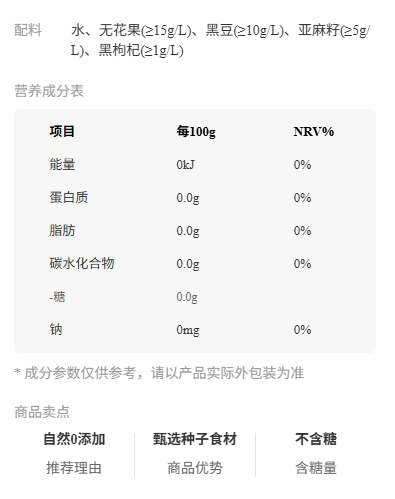 配料 水、无花果(≥15g/L)、黑豆(≥10g/L)、亚麻籽(≥5g/
L)、黑枸杞(≥1g/L)
营养成分表
项目 每100g NRV%
能量 0kJ 0%
蛋白质 0.0g 0%
脂肪 0.0g 0%
碳水化合物 0.0g 0%
-糖 0.0g
钠 0mg 0%
* 成分参数仅供参考，请以产品实际外包装为准
商品卖点
自然0添加 甄选种子食材 不含糖
推荐理由 商品优势 含糖量